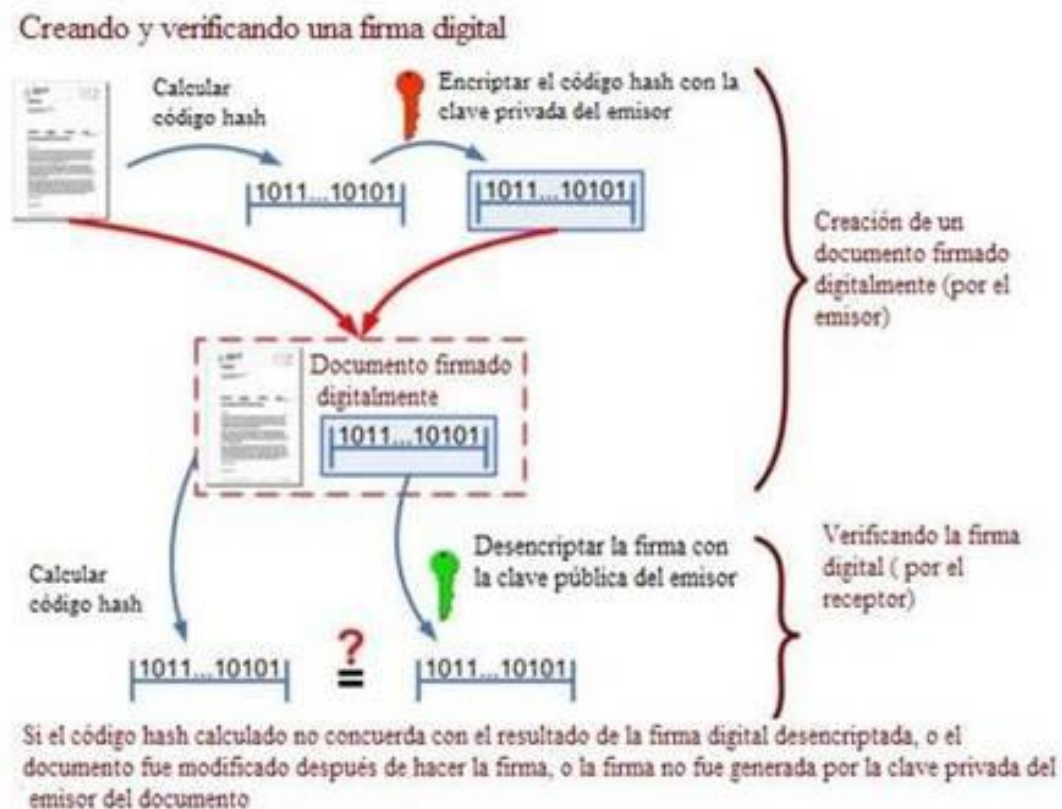 Creando y verificando una firma digital
Calcular
código hash
Encriptar el código hash con la
clave privada del emisor
1011...10101
1011...10101
Creación de un
documento firmado
digitalmente (por el
emisor)
Documento firmado
digitalmente
1011...10101
Calcular
código hash
Desencriptar la firma con
la clave pública del emisor
Verificando la firma
digital ( por el
receptor)
1011...10101
?
=
1011...10101
Si el código hash calculado no concuerda con el resultado de la firma digital desencriptada, o el
documento fue modificado después de hacer la firma, o la firma no fue generada por la clave privada del
emisor del documento